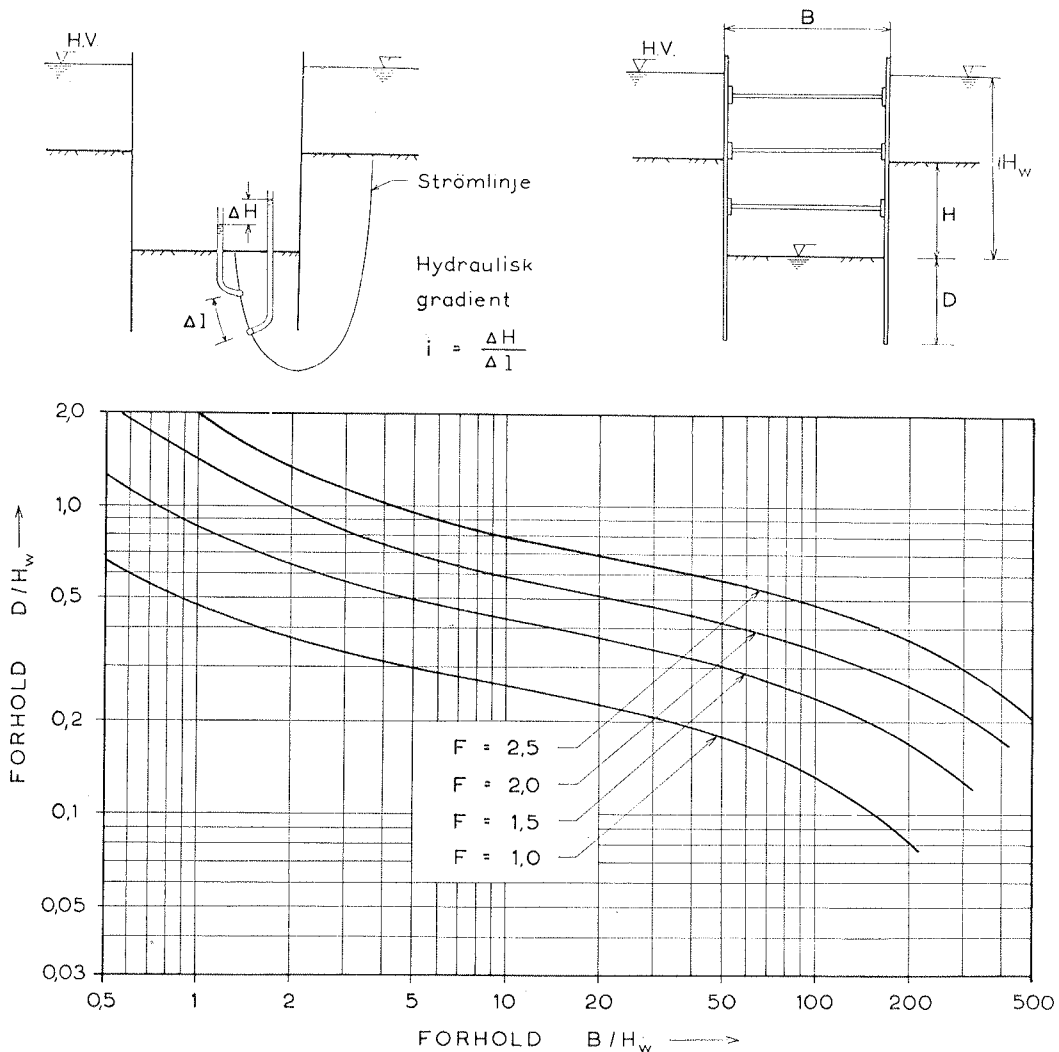 H.V.
ΔH
Δl
Strömlinje
Hydraulisk
gradient
i = ΔH / Δl
B
H.V.
H_w
H
D
FORHOLD D/H_w
2,0
1,0
0,5
0,2
0,1
0,05
0,03
F = 2,5
F = 2,0
F = 1,5
F = 1,0
0,5 1 2 5 10 20 50 100 200 500
FORHOLD B/H_w